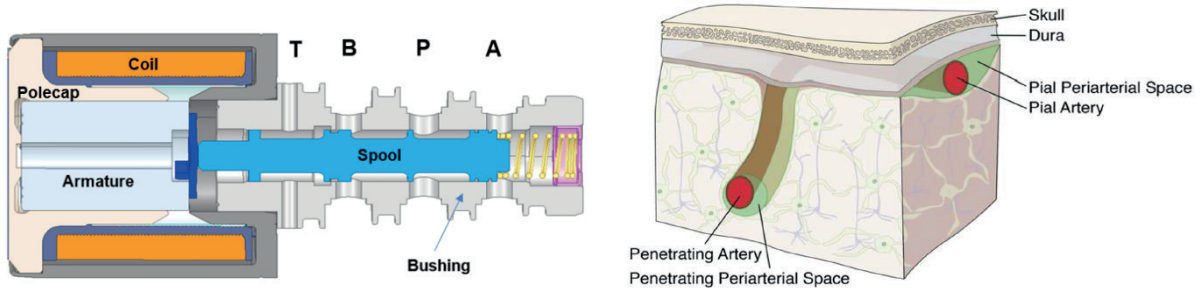 T B P A
Coil
Polecap
Spool
Armature
Bushing
Skull
Dura
Pial Periarterial Space
Pial Artery
Penetrating Artery
Penetrating Periarterial Space